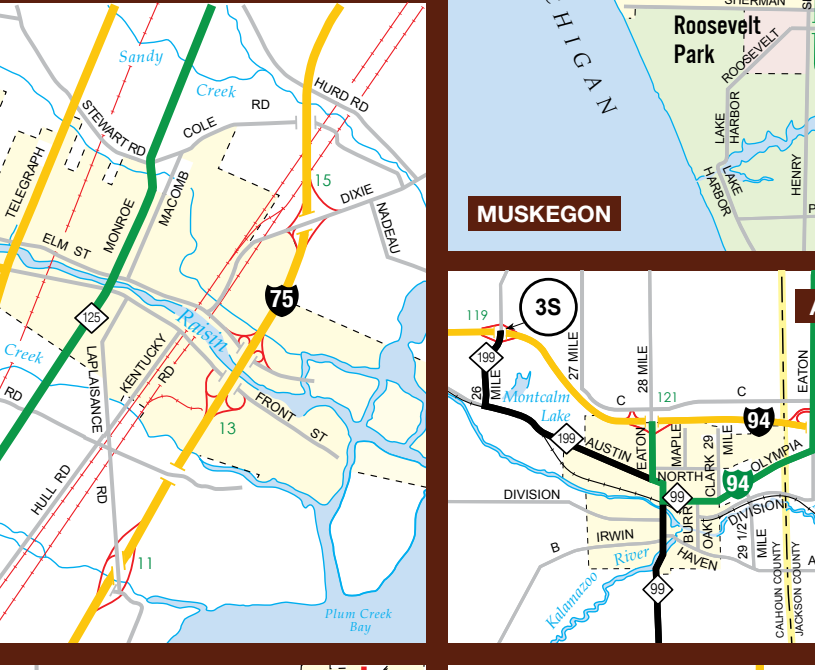 Sandy
Creek
HURD RD
STEWART RD
COLE
RD
TELEGRAPH
15
DIXIE
NADEAU
MACOMB
MONROE
ELM ST
75
125
Raisin
Creek
RD
LAPLAISANCE
RD
KENTUCKY
RD
13
FRONT ST
HULL RD
11
Plum Creek
Bay
SHERMAN
Roosevelt
Park
ROOSEVELT
HIGAN
LAKE
HARBOR
LAKE
HARBOR
HENRY
MUSKEGON
119
3S
199
26
MILE
27 MILE
28 MILE
Montcalm
Lake
C
121
C
EATON
94
199
AUSTIN
EATON
MAPLE
CLARK
29
MILE
OLYMPIA
NORTH
94
99
DIVISION
DIVISION
BURR
OAK
29 1/2
MILE
IRWIN
B
River
HAVEN
Kalamazoo
99
CALHOUN COUNTY
JACKSON COUNTY